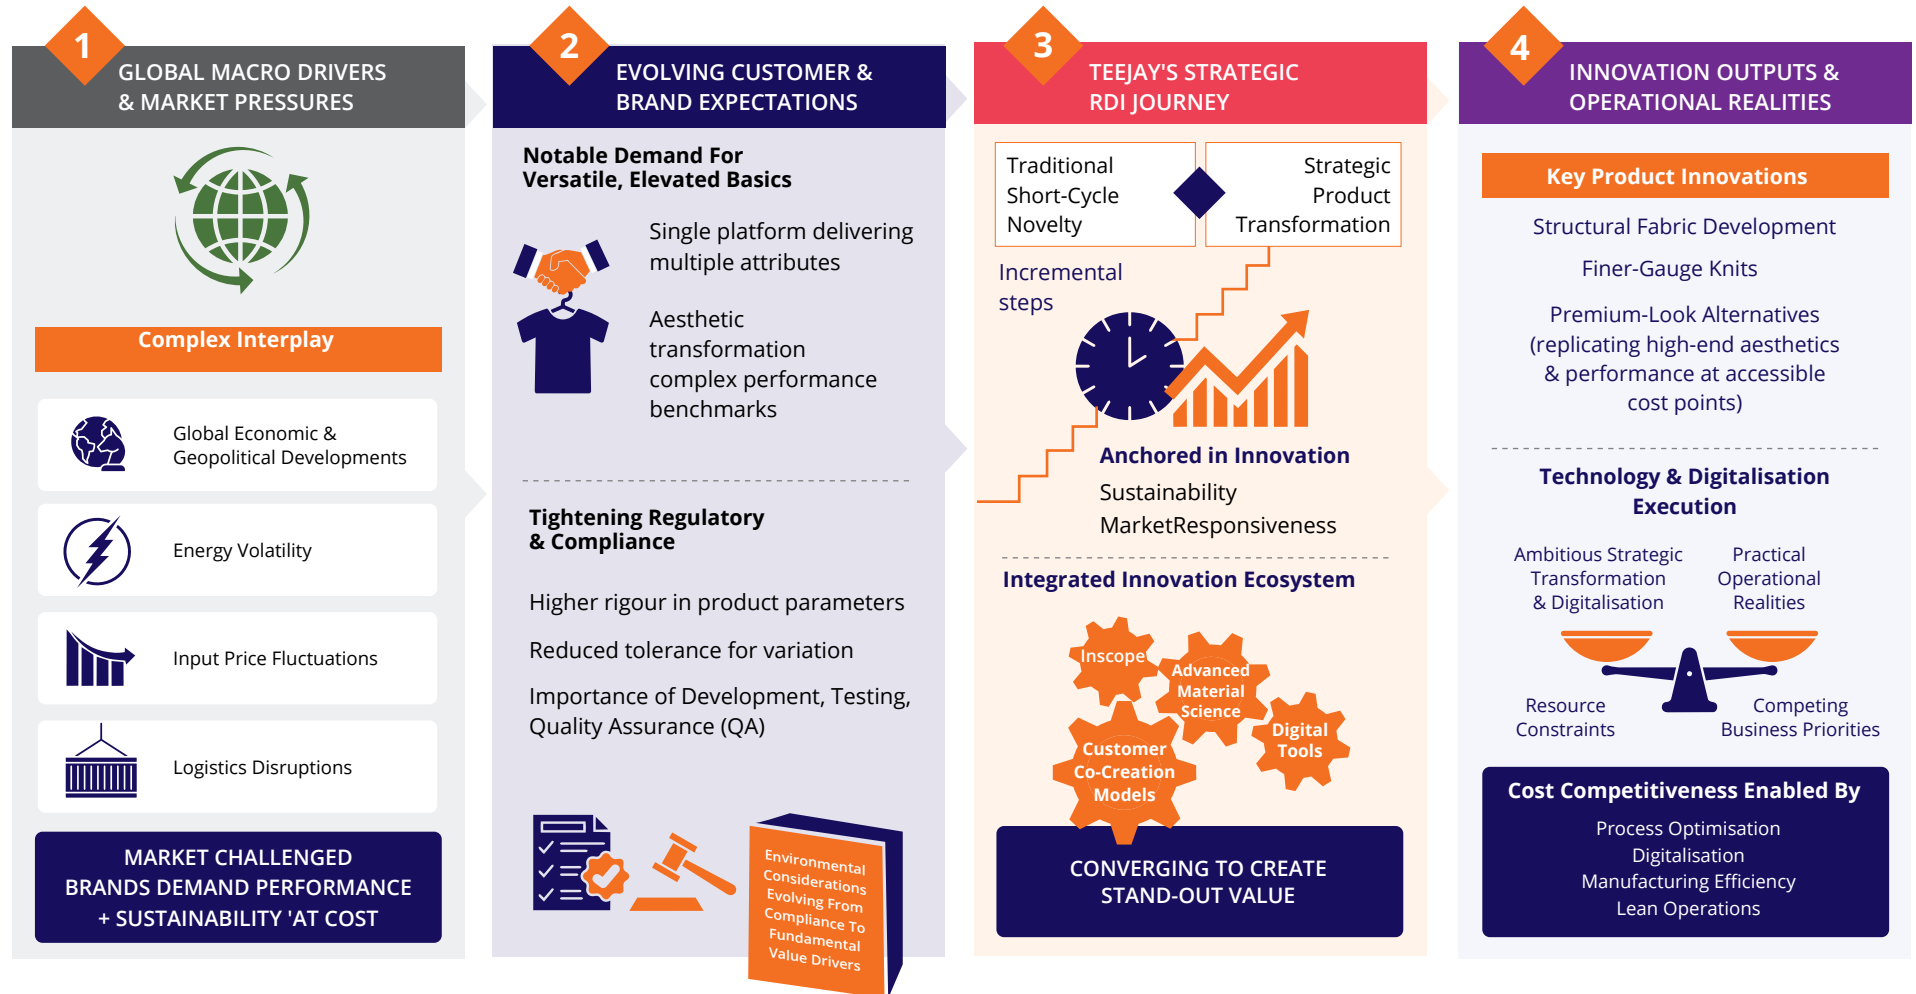 1
GLOBAL MACRO DRIVERS
& MARKET PRESSURES
Complex Interplay
Global Economic &
Geopolitical Developments
Energy Volatility
Input Price Fluctuations
Logistics Disruptions
MARKET CHALLENGED
BRANDS DEMAND PERFORMANCE
+ SUSTAINABILITY 'AT COST
2
EVOLVING CUSTOMER &
BRAND EXPECTATIONS
Notable Demand For
Versatile, Elevated Basics
Single platform delivering
multiple attributes
Aesthetic
transformation
complex performance
benchmarks
Tightening Regulatory
& Compliance
Higher rigour in product parameters
Reduced tolerance for variation
Importance of Development, Testing,
Quality Assurance (QA)
Environmental
Considerations
Evolving From
Compliance To
Fundamental
Value Drivers
3
TEEJAY'S STRATEGIC
RDI JOURNEY
Traditional
Short-Cycle
Novelty
Strategic
Product
Transformation
Incremental
steps
Anchored in Innovation
Sustainability
MarketResponsiveness
Integrated Innovation Ecosystem
Inscope
Advanced
Material
Science
Digital
Tools
Customer
Co-Creation
Models
CONVERGING TO CREATE
STAND-OUT VALUE
4
INNOVATION OUTPUTS &
OPERATIONAL REALITIES
Key Product Innovations
Structural Fabric Development
Finer-Gauge Knits
Premium-Look Alternatives
(replicating high-end aesthetics
& performance at accessible
cost points)
Technology & Digitalisation
Execution
Ambitious Strategic
Transformation
& Digitalisation
Practical
Operational
Realities
Resource
Constraints
Competing
Business Priorities
Cost Competitiveness Enabled By
Process Optimisation
Digitalisation
Manufacturing Efficiency
Lean Operations